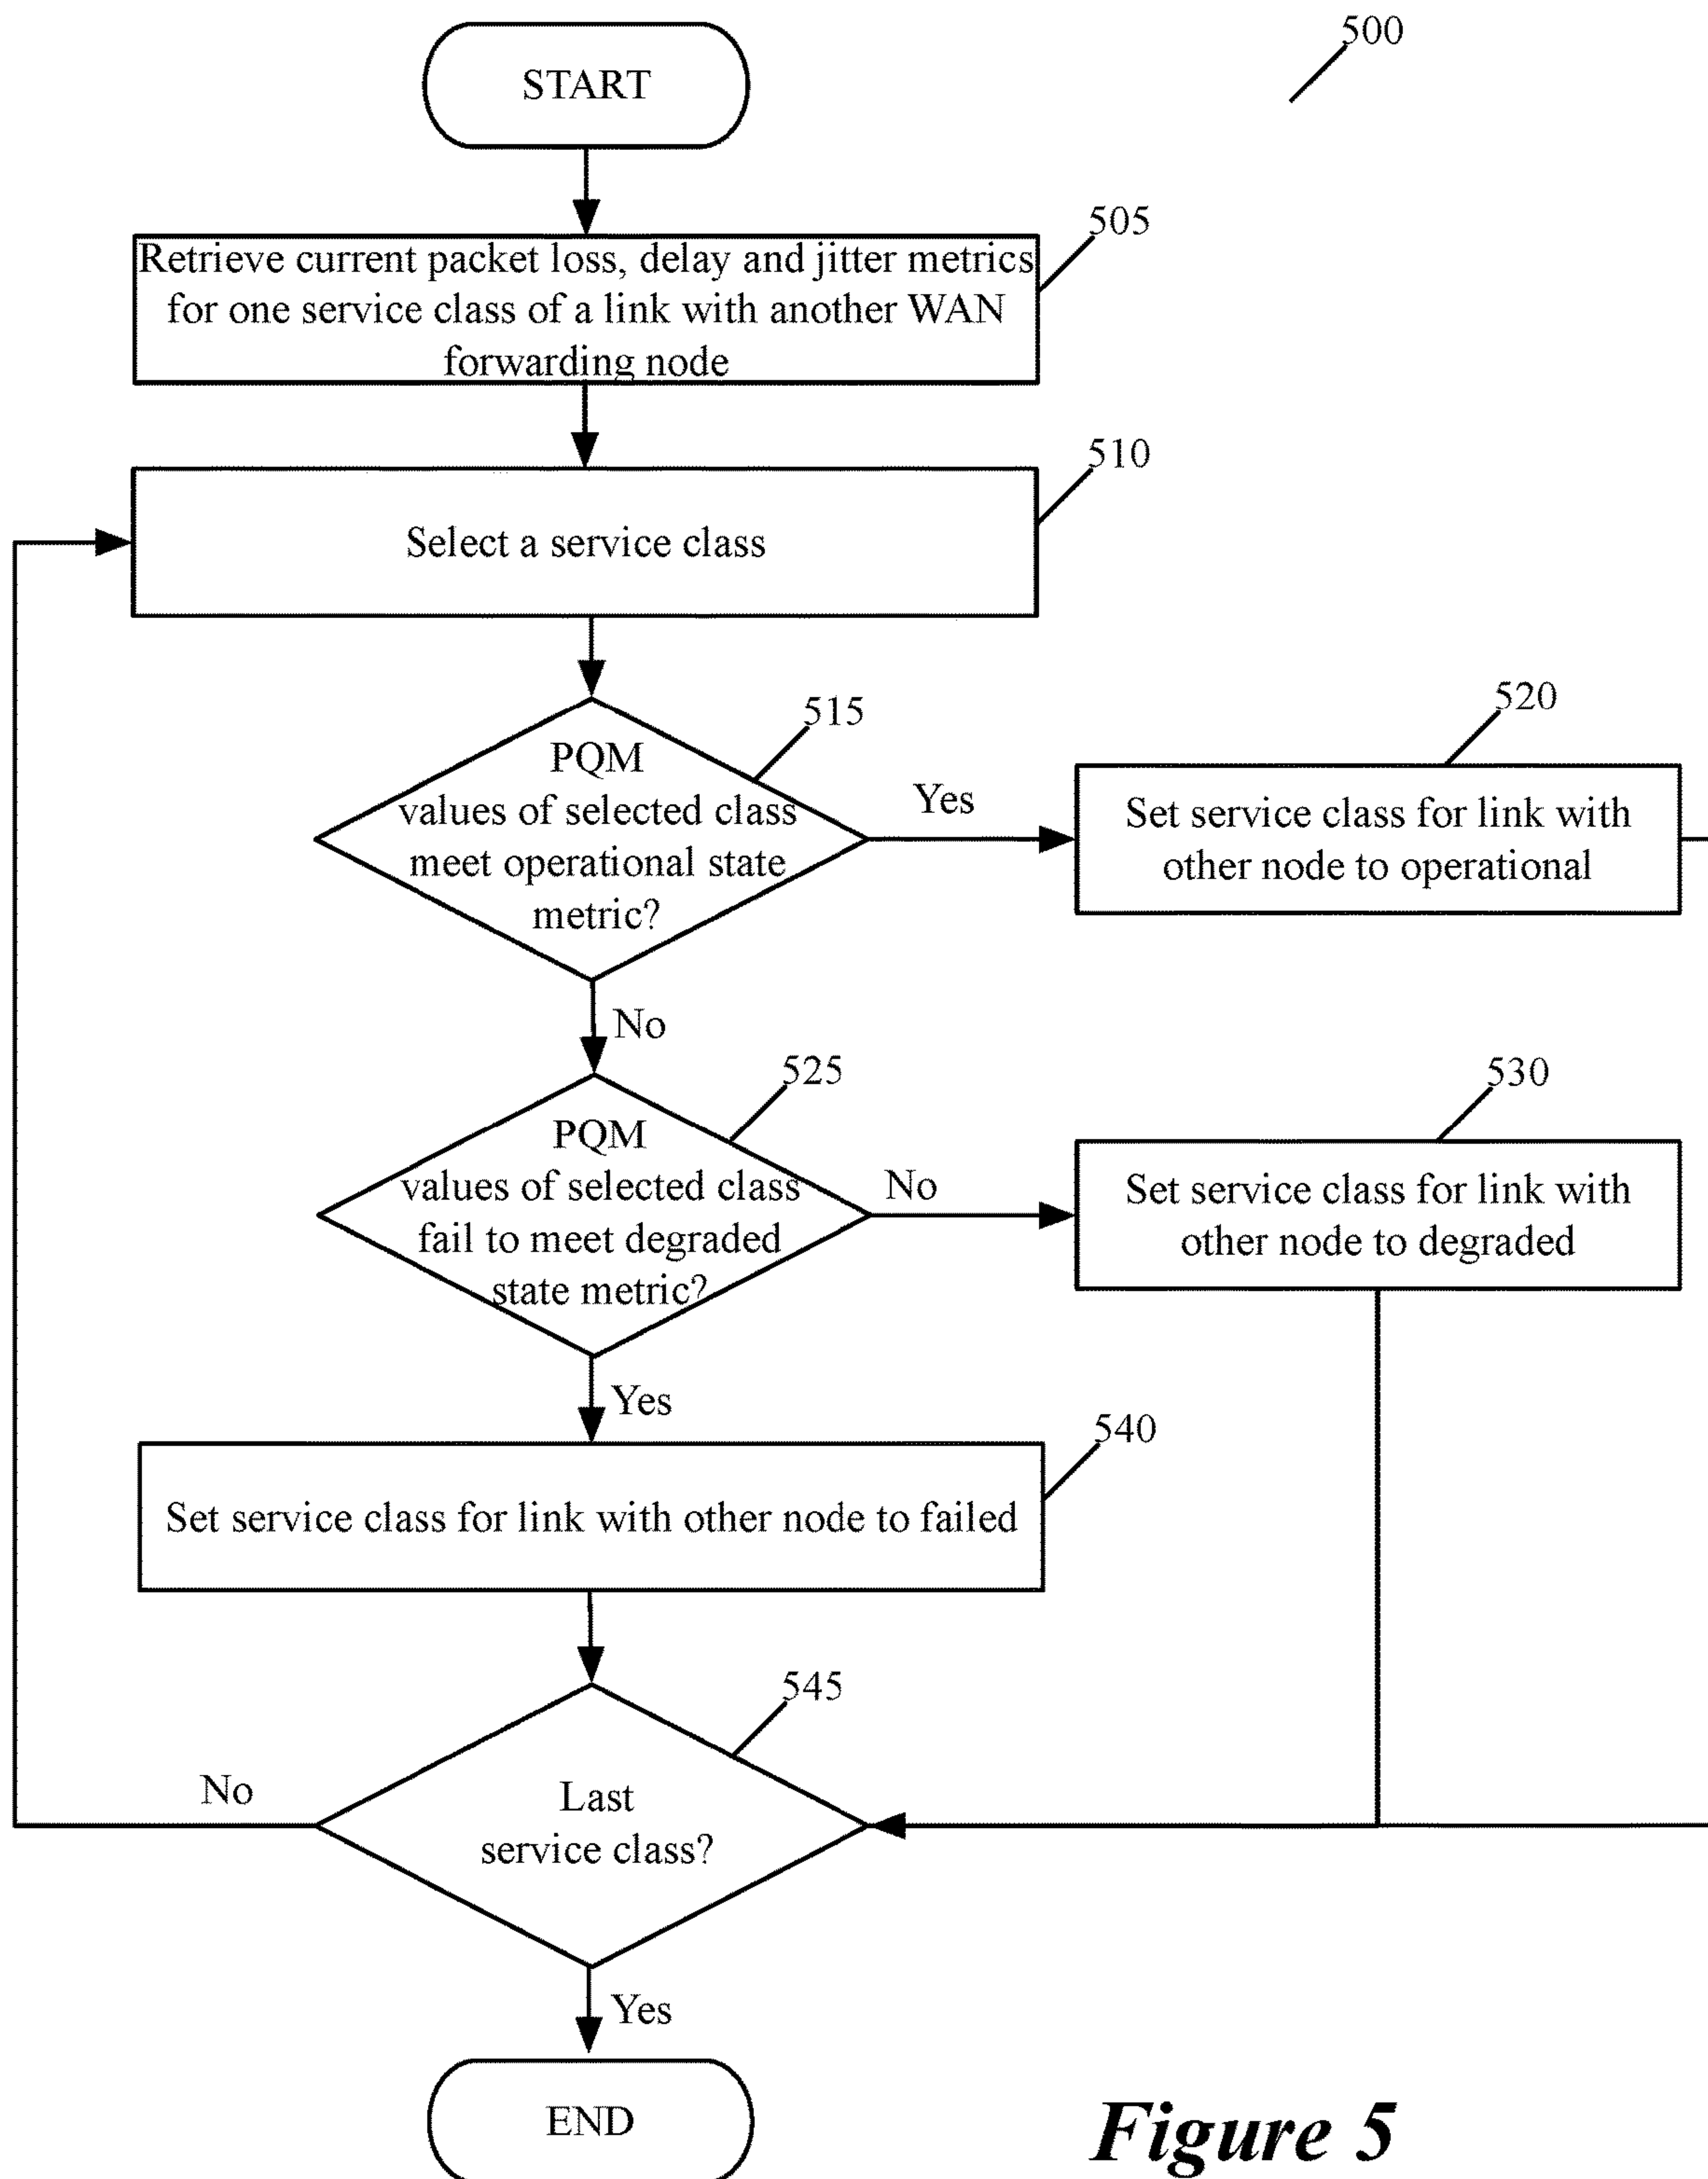 500
START
505
Retrieve current packet loss, delay and jitter metrics
for one service class of a link with another WAN
forwarding node
510
Select a service class
515
520
PQM
values of selected class
meet operational state
metric?
Yes
Set service class for link with
other node to operational
No
525
530
PQM
values of selected class
fail to meet degraded
state metric?
No
Set service class for link with
other node to degraded
Yes
540
Set service class for link with other node to failed
545
No
Last
service class?
Yes
END
Figure 5